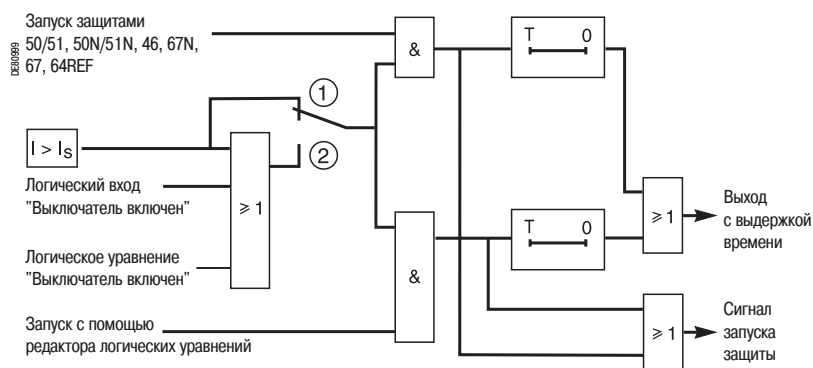 Запуск защитами
50/51, 50N/51N, 46, 67N,
67, 64REF
DE80999
&
T 0
1
I > Is
2
Логический вход
"Выключатель включен"
≥ 1
Логическое уравнение
"Выключатель включен"
&
T 0
≥ 1
Выход
с выдержкой
времени
Запуск с помощью
редактора логических уравнений
≥ 1
Сигнал
запуска
защиты